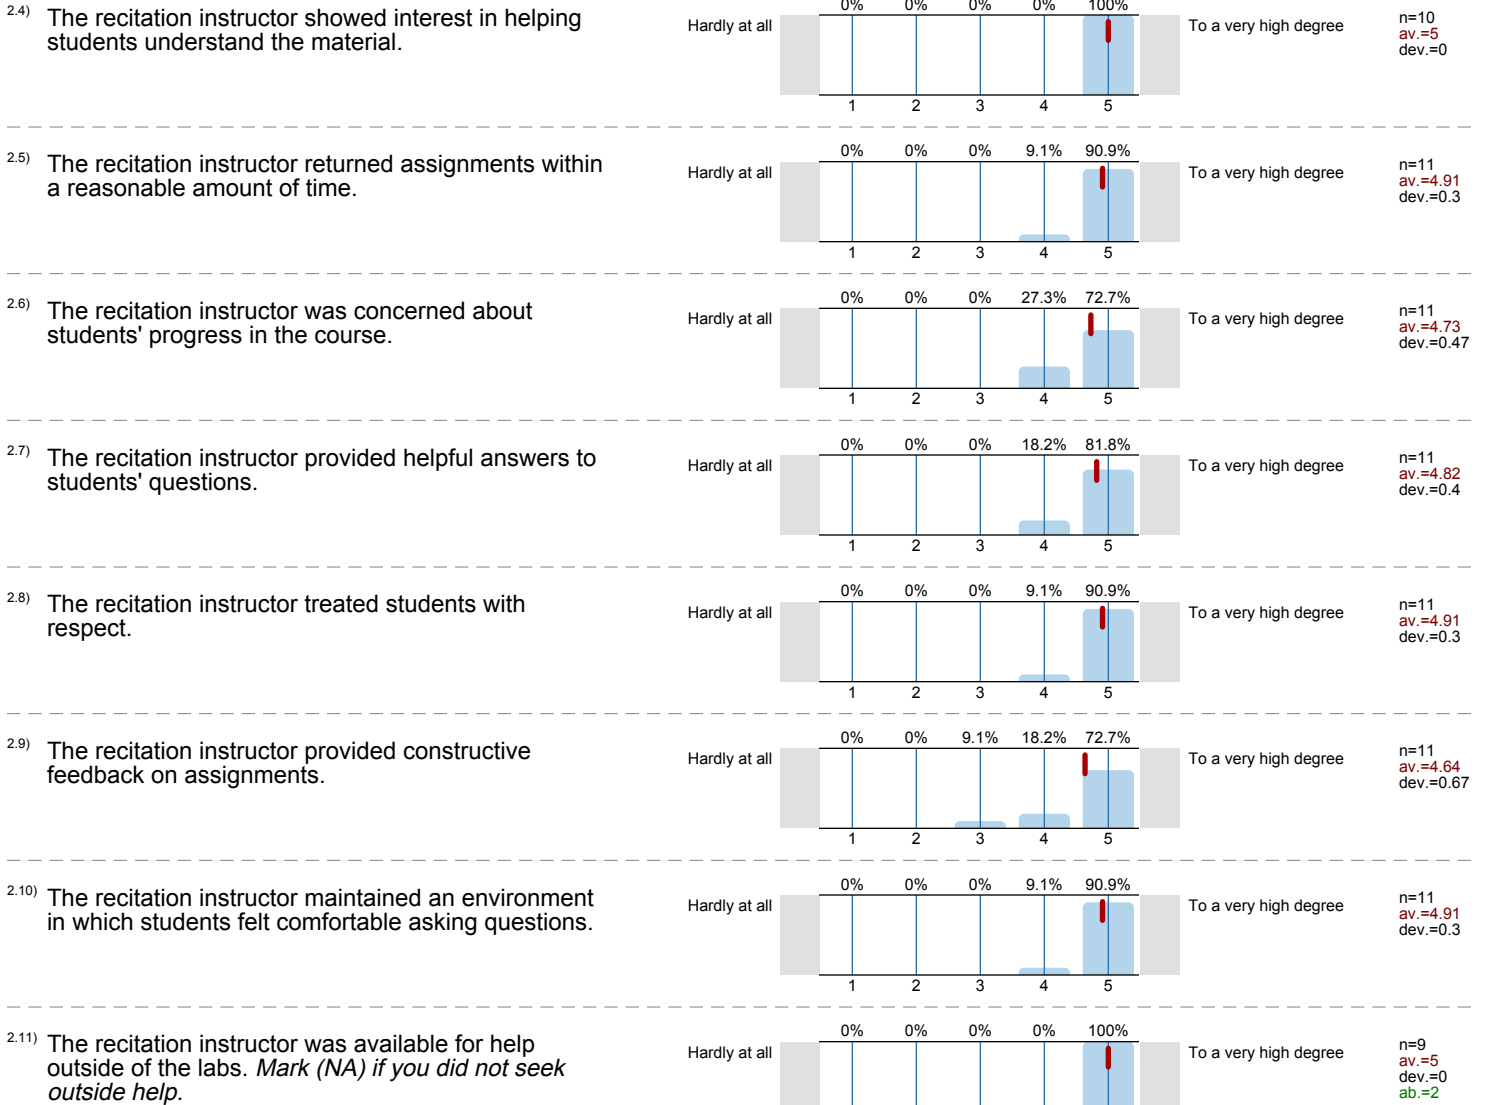 2.4) The recitation instructor showed interest in helping
students understand the material.
Hardly at all
0% 0% 0% 0% 100%
1 2 3 4 5
To a very high degree
n=10
av.=5
dev.=0
2.5) The recitation instructor returned assignments within
a reasonable amount of time.
Hardly at all
0% 0% 0% 9.1% 90.9%
1 2 3 4 5
To a very high degree
n=11
av.=4.91
dev.=0.3
2.6) The recitation instructor was concerned about
students' progress in the course.
Hardly at all
0% 0% 0% 27.3% 72.7%
1 2 3 4 5
To a very high degree
n=11
av.=4.73
dev.=0.47
2.7) The recitation instructor provided helpful answers to
students' questions.
Hardly at all
0% 0% 0% 18.2% 81.8%
1 2 3 4 5
To a very high degree
n=11
av.=4.82
dev.=0.4
2.8) The recitation instructor treated students with
respect.
Hardly at all
0% 0% 0% 9.1% 90.9%
1 2 3 4 5
To a very high degree
n=11
av.=4.91
dev.=0.3
2.9) The recitation instructor provided constructive
feedback on assignments.
Hardly at all
0% 0% 9.1% 18.2% 72.7%
1 2 3 4 5
To a very high degree
n=11
av.=4.64
dev.=0.67
2.10) The recitation instructor maintained an environment
in which students felt comfortable asking questions.
Hardly at all
0% 0% 0% 9.1% 90.9%
1 2 3 4 5
To a very high degree
n=11
av.=4.91
dev.=0.3
2.11) The recitation instructor was available for help
outside of the labs. Mark (NA) if you did not seek
outside help.
Hardly at all
0% 0% 0% 0% 100%
To a very high degree
n=9
av.=5
dev.=0
ab.=2